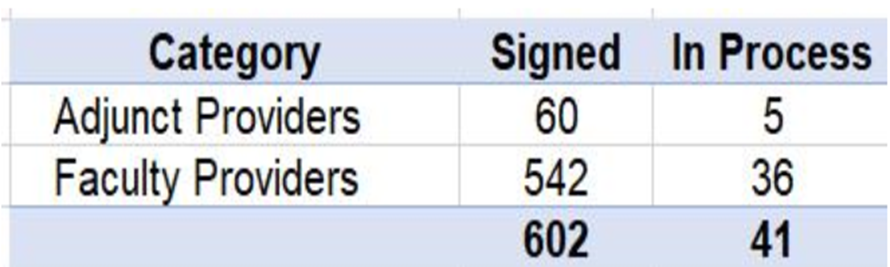 Category Signed In Process
Adjunct Providers 60 5
Faculty Providers 542 36
602 41